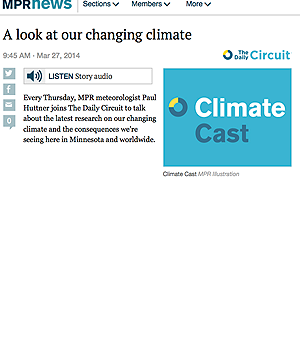 MPRnews Sections Members More
A look at our changing climate
9:45 AM - Mar 27, 2014
The Daily Circuit
LISTEN Story audio
Every Thursday, MPR meteorologist Paul
Huttner joins The Daily Circuit to talk
about the latest research on our changing
climate and the consequences we're
seeing here in Minnesota and worldwide.
0
Climate
Cast
Climate Cast MPR Illustration